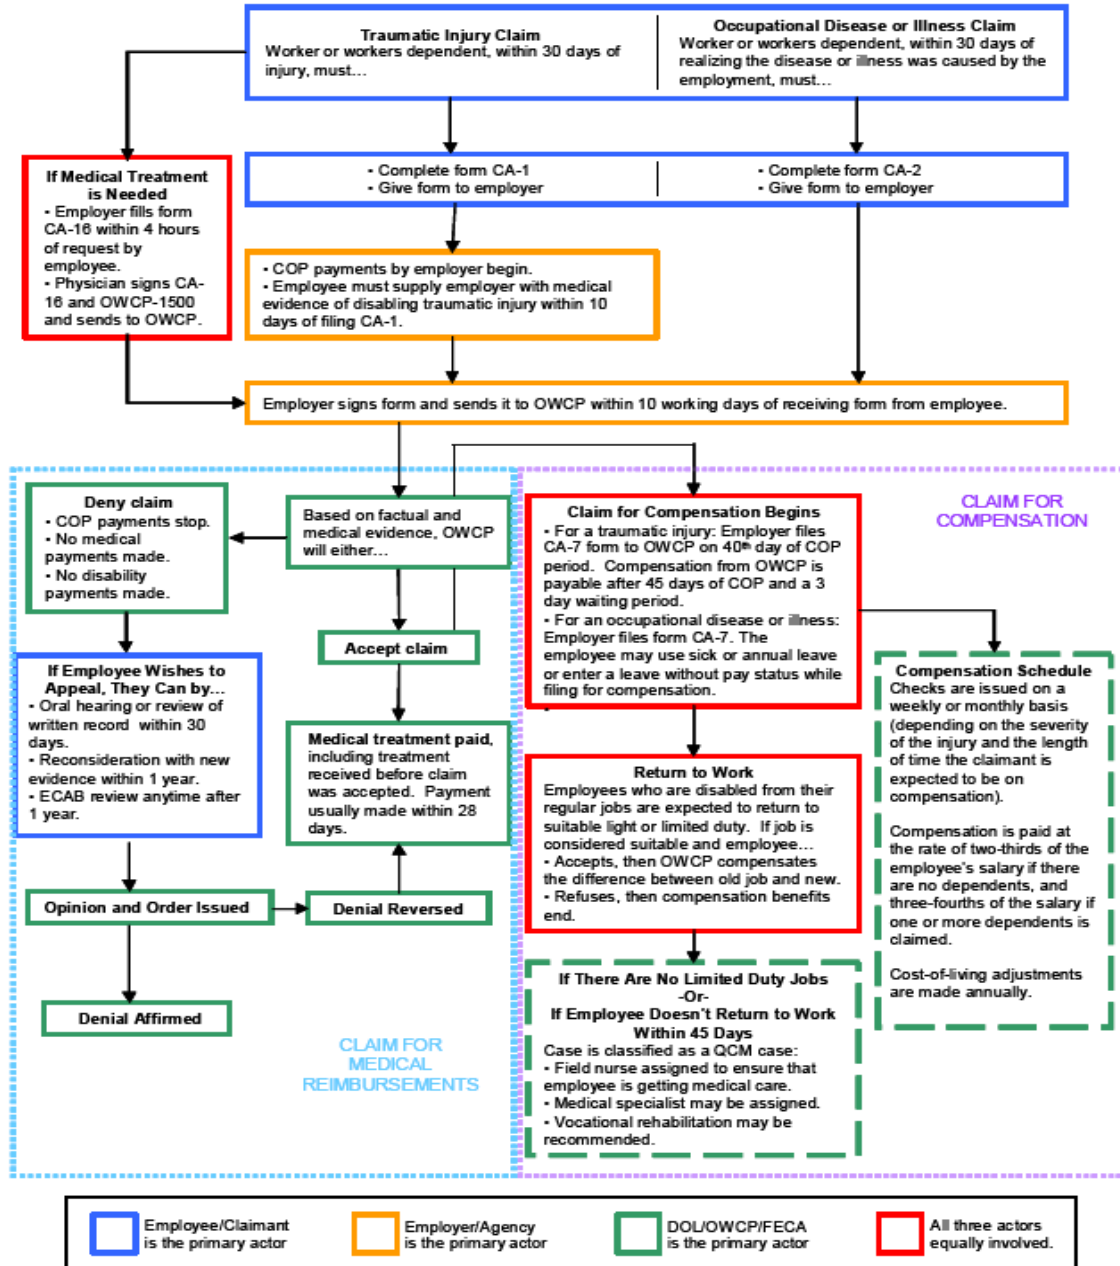 Traumatic Injury Claim
Worker or workers dependent, within 30 days of
injury, must...
Occupational Disease or Illness Claim
Worker or workers dependent, within 30 days of
realizing the disease or illness was caused by the
employment, must...
If Medical Treatment
is Needed
- Employer fills form
CA-16 within 4 hours
of request by
employee.
- Physician signs CA-
16 and OWCP-1500
and sends to OWCP.
- Complete form CA-1
- Give form to employer
- Complete form CA-2
- Give form to employer
- COP payments by employer begin.
- Employee must supply employer with medical
evidence of disabling traumatic injury within 10
days of filing CA-1.
Employer signs form and sends it to OWCP within 10 working days of receiving form from employee.
Deny claim
- COP payments stop.
- No medical
payments made.
- No disability
payments made.
Based on factual and
medical evidence, OWCP
will either...
Accept claim
If Employee Wishes to
Appeal, They Can by...
- Oral hearing or review of
written record within 30
days.
- Reconsideration with new
evidence within 1 year.
- ECAB review anytime after
1 year.
Medical treatment paid,
including treatment
received before claim
was accepted. Payment
usually made within 28
days.
Opinion and Order Issued
Denial Reversed
Denial Affirmed
CLAIM FOR
MEDICAL
REIMBURSEMENTS
CLAIM FOR
COMPENSATION
Claim for Compensation Begins
- For a traumatic injury: Employer files
CA-7 form to OWCP on 40th day of COP
period. Compensation from OWCP is
payable after 45 days of COP and a 3
day waiting period.
- For an occupational disease or illness:
Employer files form CA-7. The
employee may use sick or annual leave
or enter a leave without pay status while
filing for compensation.
-
Return to Work
Employees who are disabled from their
regular jobs are expected to return to
suitable light or limited duty. If job is
considered suitable and employee...
- Accepts, then OWCP compensates
the difference between old job and new.
- Refuses, then compensation benefits
end.
If There Are No Limited Duty Jobs
-Or-
If Employee Doesn't Return to Work
Within 45 Days
Case is classified as a QCM case:
- Field nurse assigned to ensure that
employee is getting medical care.
- Medical specialist may be assigned.
- Vocational rehabilitation may be
recommended.
Compensation Schedule
Checks are issued on a
weekly or monthly basis
(depending on the severity
of the injury and the length
of time the claimant is
expected to be on
compensation).
Compensation is paid at
the rate of two-thirds of the
employee's salary if there
are no dependents, and
three-fourths of the salary if
one or more dependents is
claimed.
Cost-of-living adjustments
are made annually.
Employee/Claimant
is the primary actor
Employer/Agency
is the primary actor
DOL/OWCP/FECA
is the primary actor
All three actors
equally involved.